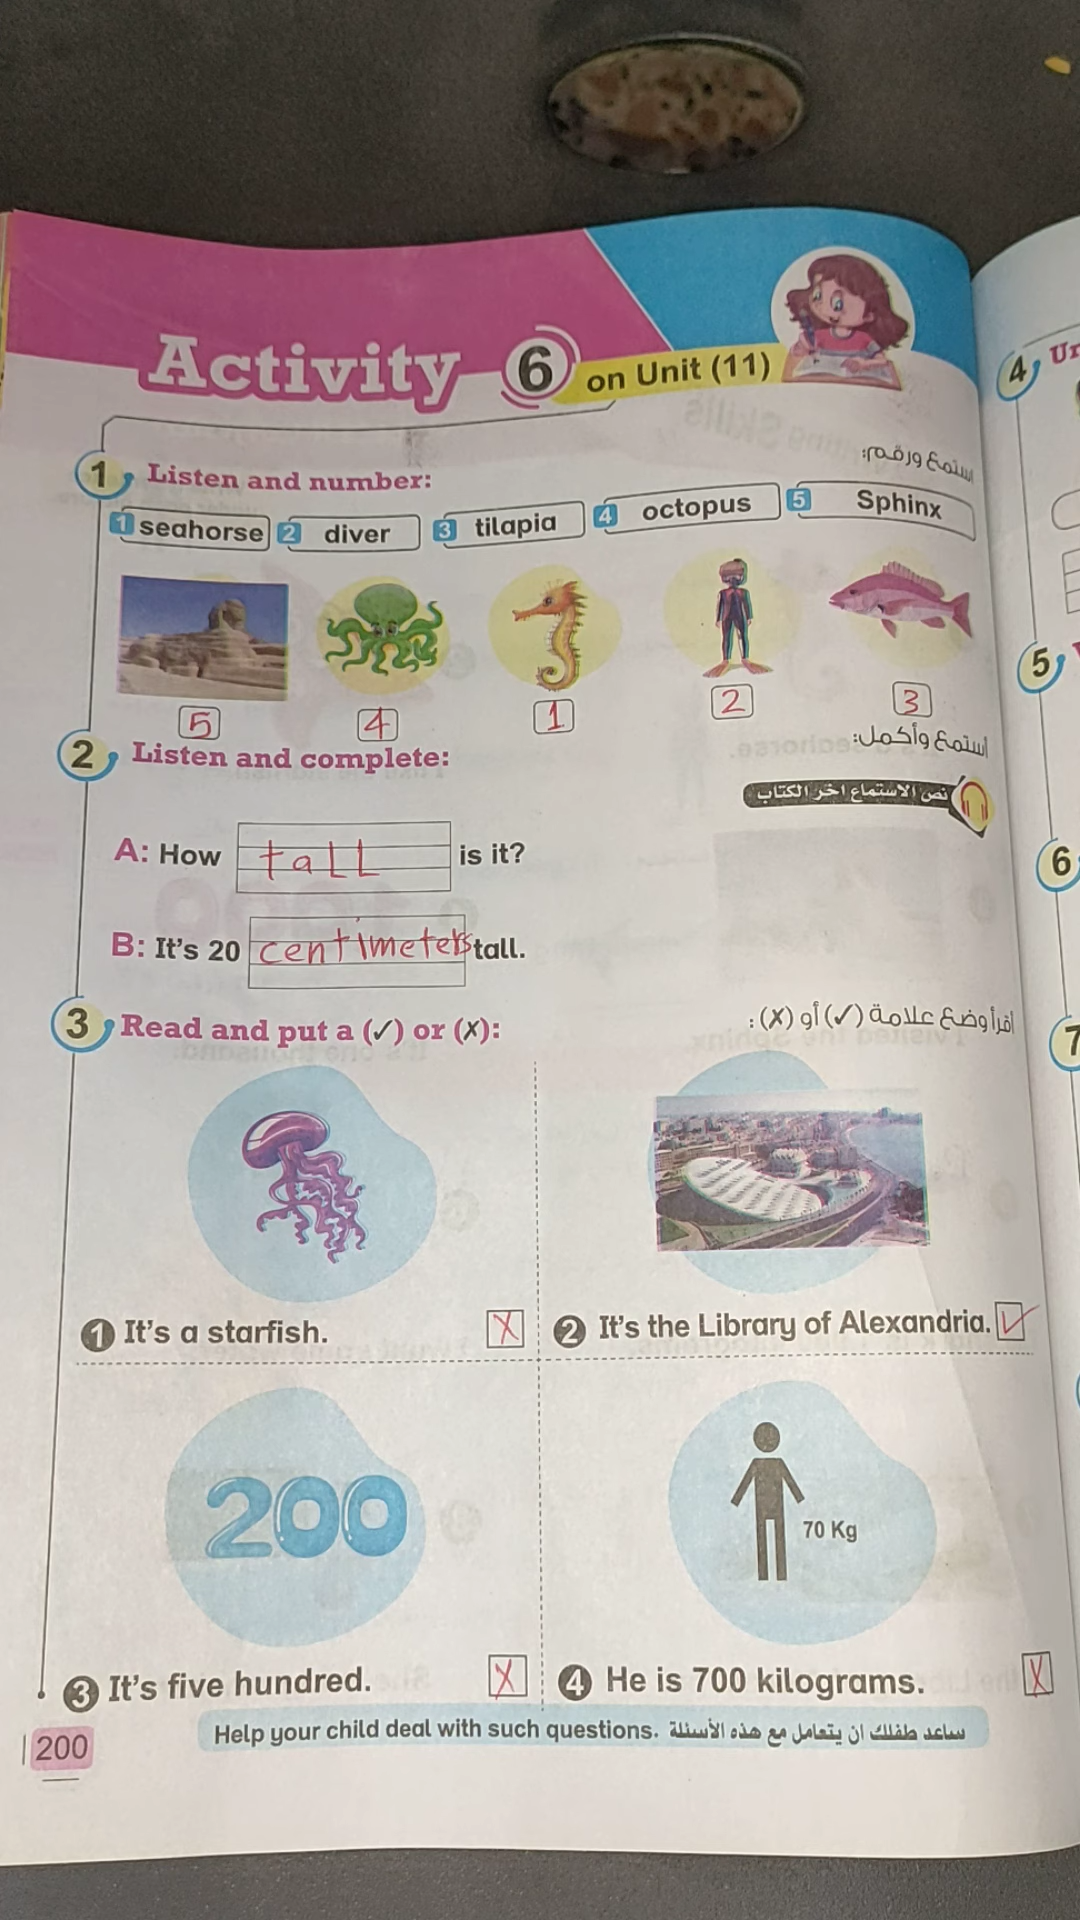 Activity 6 on Unit (11)
1 Listen and number: استمع ورقم:
1 seahorse 2 diver 3 tilapia 4 octopus 5 Sphinx
5 4 1 2 3
2 Listen and complete: استمع وأكمل:
نص الاستماع اخر الكتاب
A: How tall is it?
B: It's 20 centimeters tall.
3 Read and put a (✓) or (✗): اقرأ وضع علامة (✓) أو (✗):
1 It's a starfish. X
2 It's the Library of Alexandria. ✓
200
70 Kg
3 It's five hundred. X
4 He is 700 kilograms. X
Help your child deal with such questions. ساعد طفلك ان يتعامل مع هذه الأسئلة
200
4 Ur
5
6
7